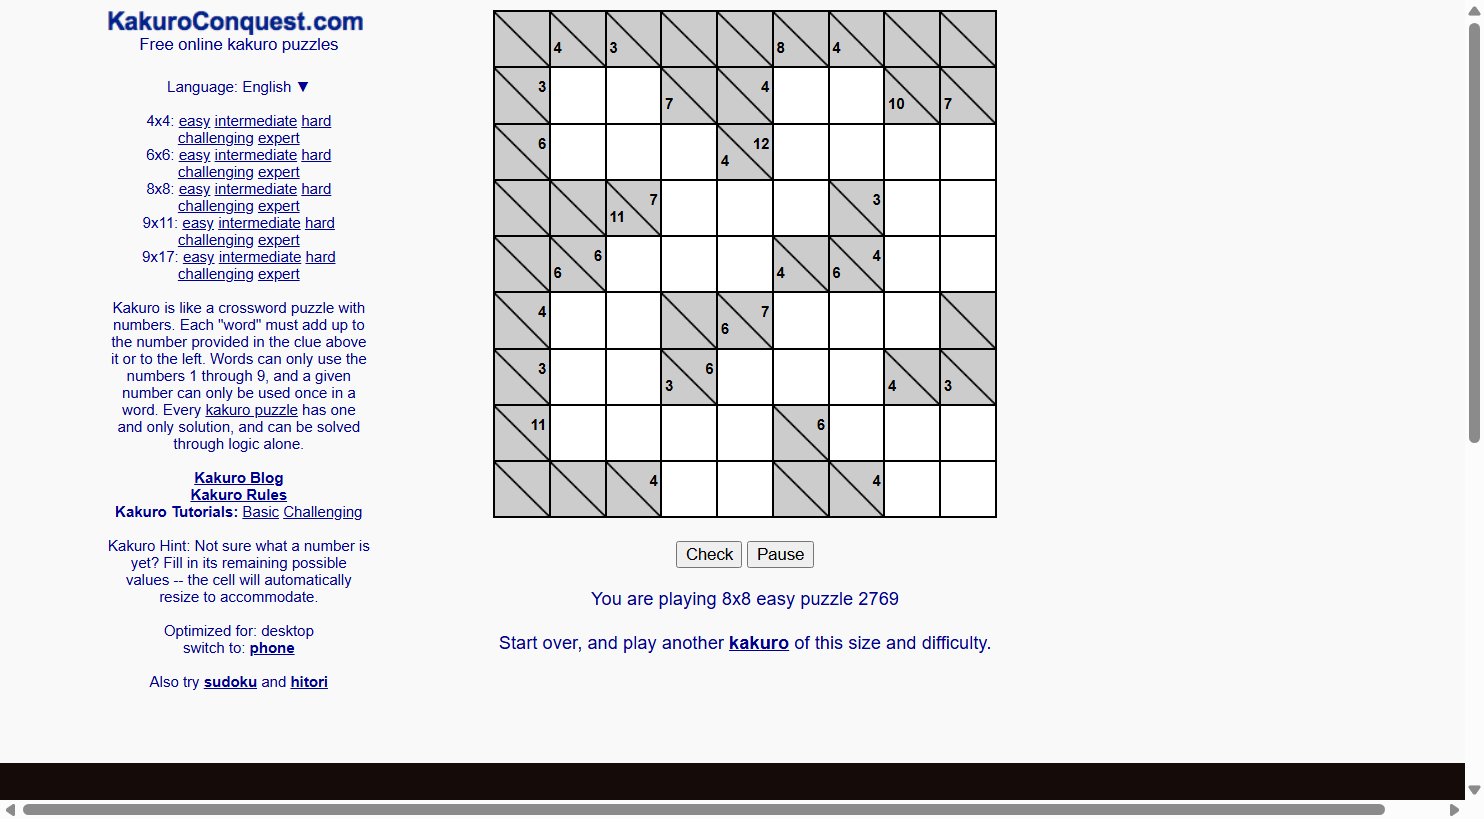 KakuroConquest.com
Free online kakuro puzzles
Language: English ▼
4x4: easy intermediate hard
challenging expert
6x6: easy intermediate hard
challenging expert
8x8: easy intermediate hard
challenging expert
9x11: easy intermediate hard
challenging expert
9x17: easy intermediate hard
challenging expert
Kakuro is like a crossword puzzle with
numbers. Each "word" must add up to
the number provided in the clue above
it or to the left. Words can only use the
numbers 1 through 9, and a given
number can only be used once in a
word. Every kakuro puzzle has one
and only solution, and can be solved
through logic alone.
Kakuro Blog
Kakuro Rules
Kakuro Tutorials: Basic Challenging
Kakuro Hint: Not sure what a number is
yet? Fill in its remaining possible
values -- the cell will automatically
resize to accommodate.
Optimized for: desktop
switch to: phone
Also try sudoku and hitori
4 3 8 4
3 7 4 10 7
6 4 12
11 7 3
6 6 4 6 4
4 6 7
3 3 6 4 3
11 6
4 4
Check Pause
You are playing 8x8 easy puzzle 2769
Start over, and play another kakuro of this size and difficulty.